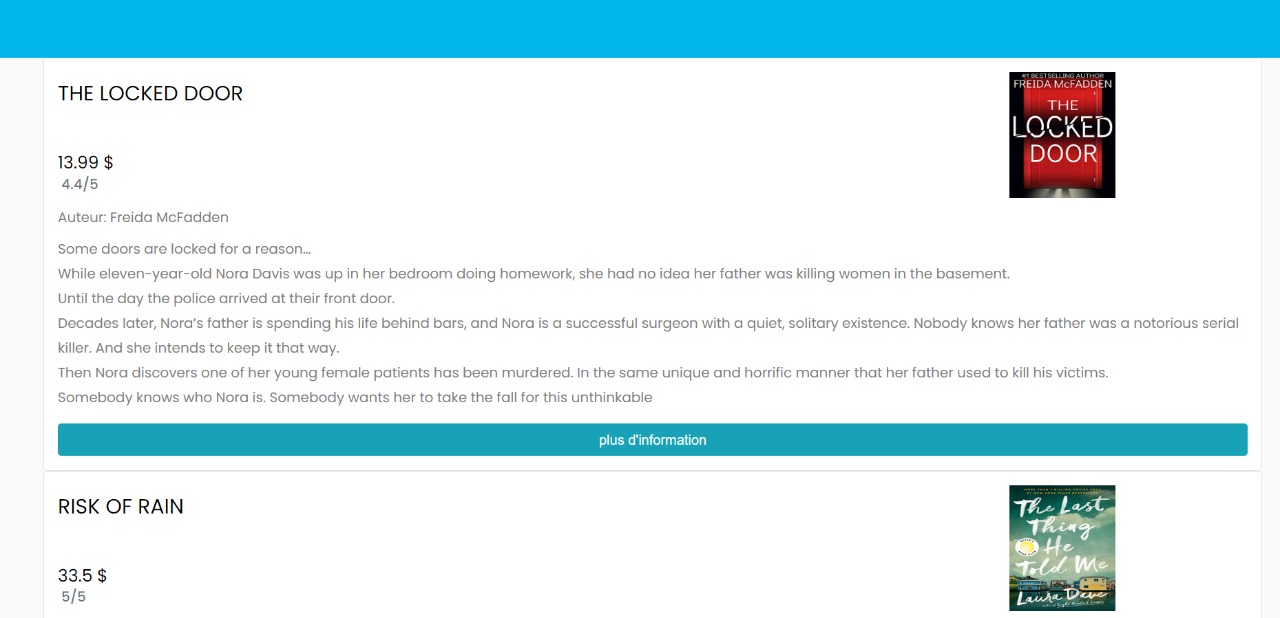 THE LOCKED DOOR
#1 BESTSELLING AUTHOR
FREIDA McFADDEN
THE
LOCKED
DOOR
13.99 $
4.4/5
Auteur: Freida McFadden
Some doors are locked for a reason…
While eleven-year-old Nora Davis was up in her bedroom doing homework, she had no idea her father was killing women in the basement.
Until the day the police arrived at their front door.
Decades later, Nora’s father is spending his life behind bars, and Nora is a successful surgeon with a quiet, solitary existence. Nobody knows her father was a notorious serial
killer. And she intends to keep it that way.
Then Nora discovers one of her young female patients has been murdered. In the same unique and horrific manner that her father used to kill his victims.
Somebody knows who Nora is. Somebody wants her to take the fall for this unthinkable
plus d'information
RISK OF RAIN
The Last
Thing
He
Told Me
Laura Dave
33.5 $
5/5